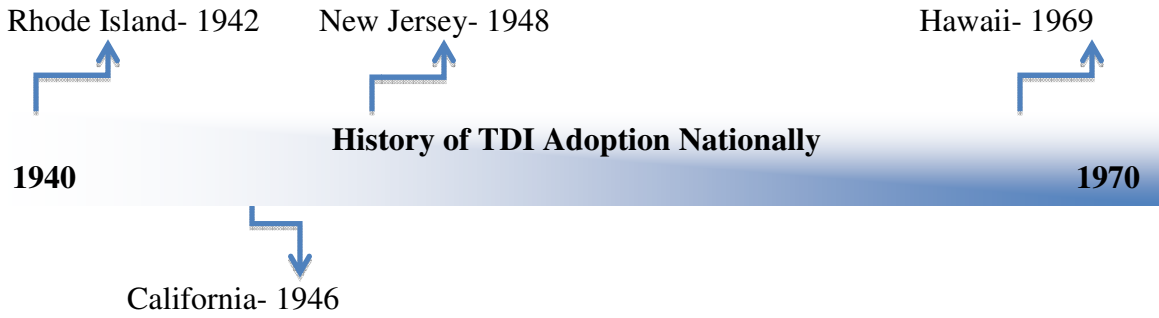 Rhode Island- 1942
New Jersey- 1948
Hawaii- 1969
History of TDI Adoption Nationally
1940
1970
California- 1946